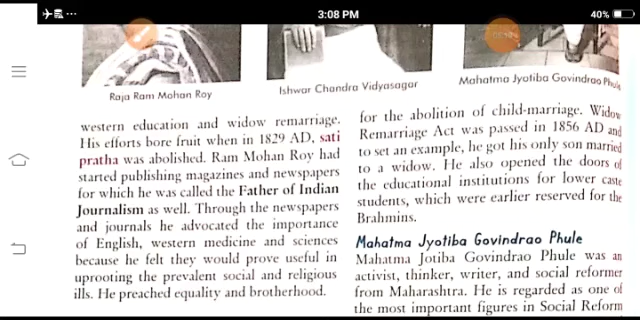 3:08 PM
40%
Raja Ram Mohan Roy
Ishwar Chandra Vidyasagar
Mahatma Jyotiba Govindrao Phule
western education and widow remarriage.
His efforts bore fruit when in 1829 AD, sati
pratha was abolished. Ram Mohan Roy had
started publishing magazines and newspapers
for which he was called the Father of Indian
Journalism as well. Through the newspapers
and journals he advocated the importance
of English, western medicine and sciences
because he felt they would prove useful in
uprooting the prevalent social and religious
ills. He preached equality and brotherhood.
for the abolition of child-marriage. Widow
Remarriage Act was passed in 1856 AD and
to set an example, he got his only son married
to a widow. He also opened the doors of
the educational institutions for lower caste
students, which were earlier reserved for the
Brahmins.
Mahatma Jyotiba Govindrao Phule
Mahatma Jotiba Govindrao Phule was an
activist, thinker, writer, and social reformer
from Maharashtra. He is regarded as one of
the most important figures in Social Reform